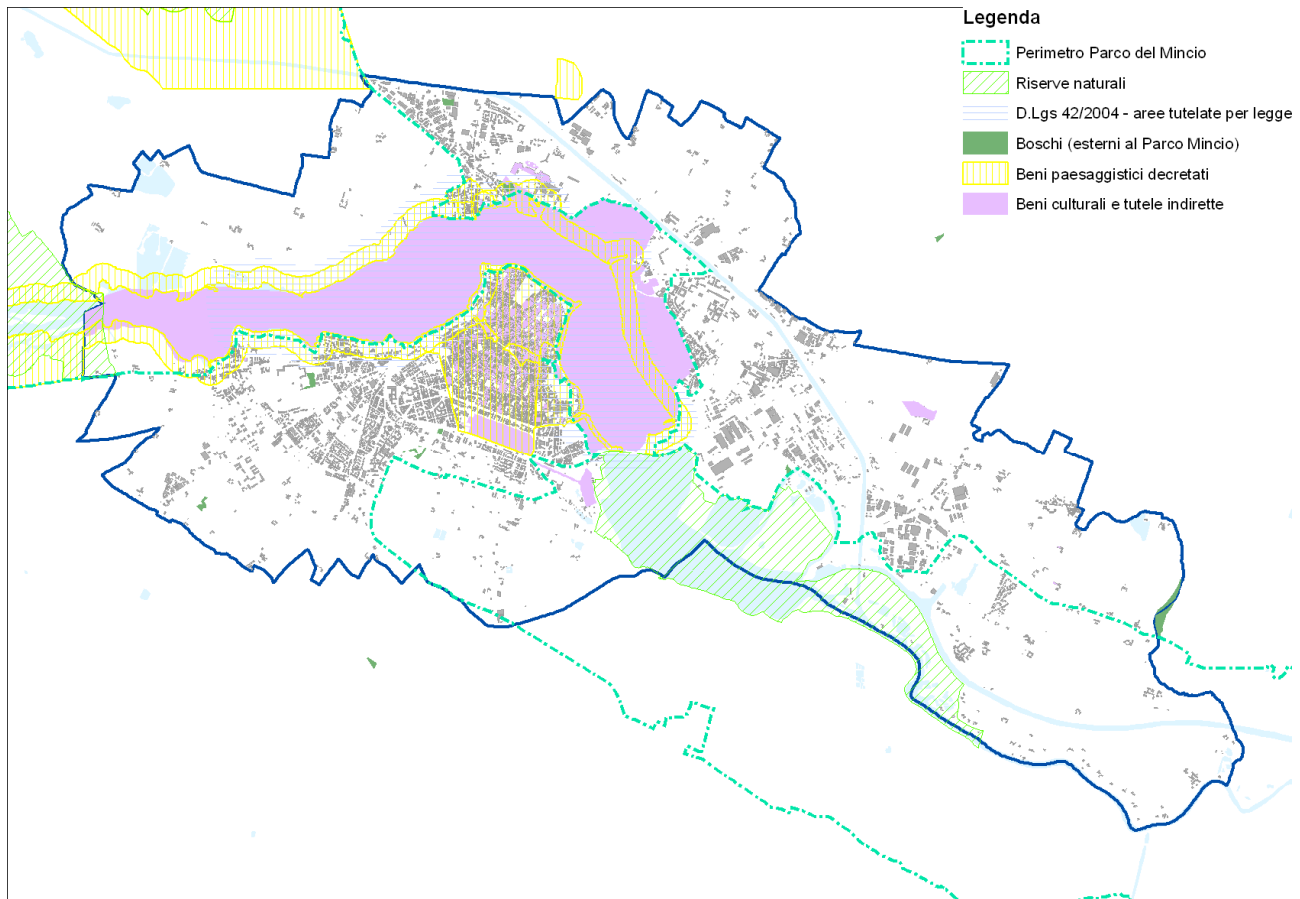 Legenda
Perimetro Parco del Mincio
Riserve naturali
D.Lgs 42/2004 - aree tutelate per legge
Boschi (esterni al Parco Mincio)
Beni paesaggistici decretati
Beni culturali e tutele indirette